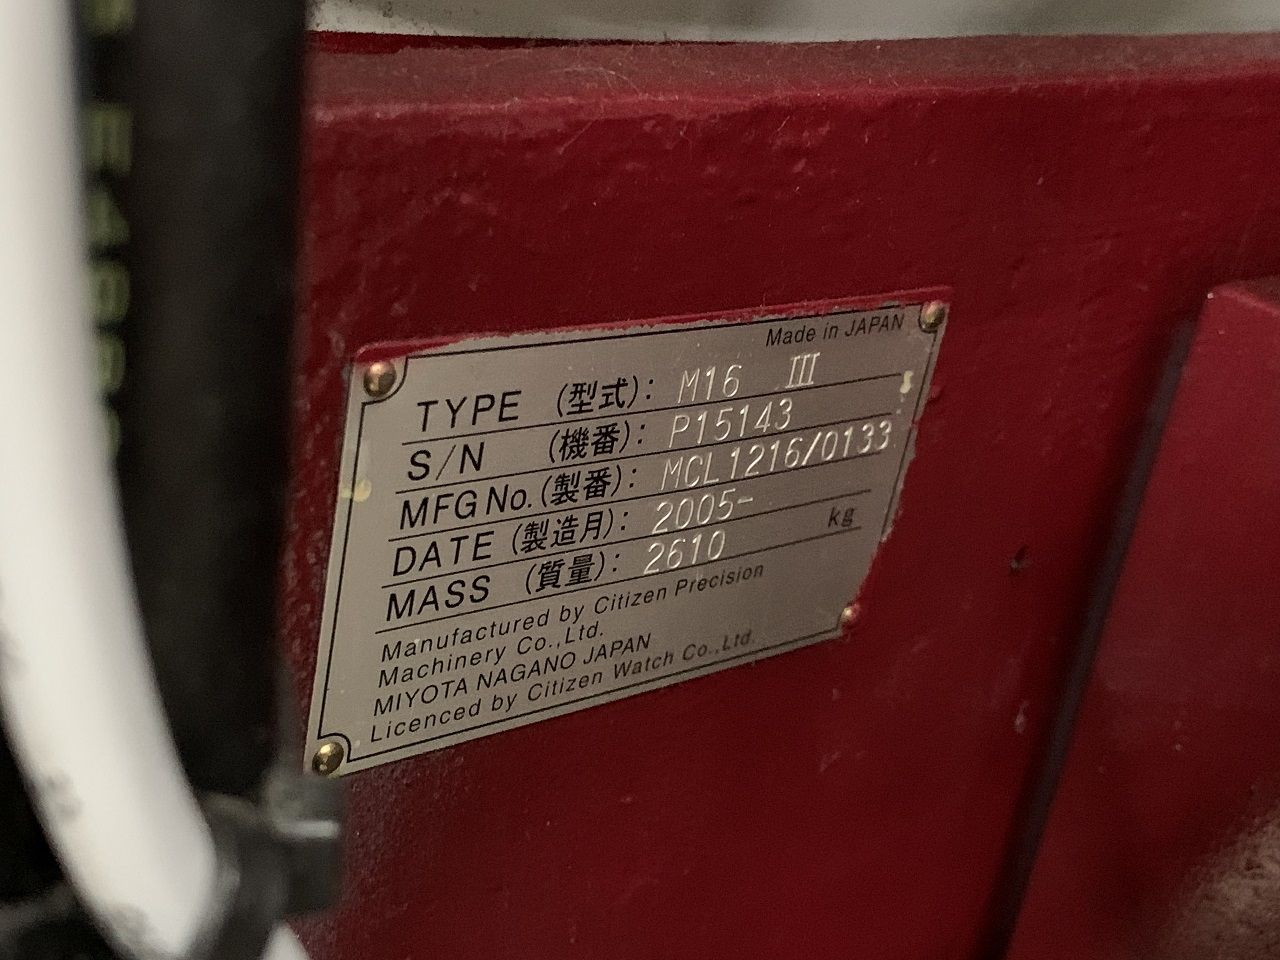 Made in JAPAN
TYPE (型式): M16 III
S/N (機番): P15143
MFG No. (製番): MCL1216/0133
DATE (製造月): 2005-
MASS (質量): 2610 kg
Manufactured by Citizen Precision
Machinery Co.,Ltd.
MIYOTA NAGANO JAPAN
Licenced by Citizen Watch Co.,Ltd.